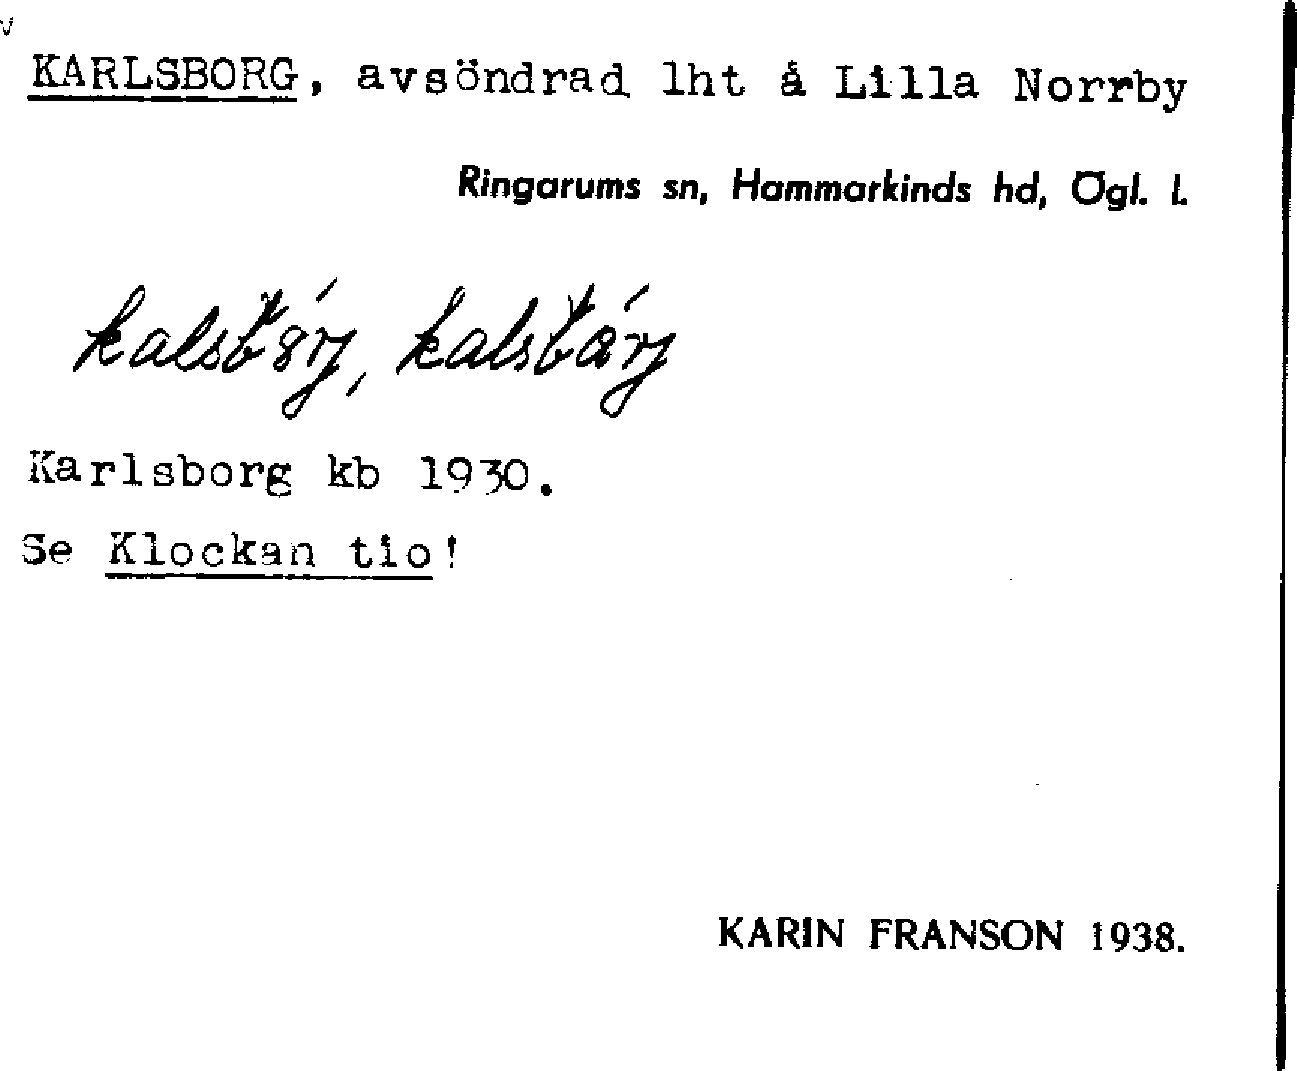 KARLSBORG, avsöndrad lht å Lilla Norrby
Ringarums sn, Hammarkinds hd, Ögl. l.
Karlsborg kb 1930.
Se Klockan tio!
KARIN FRANSON 1938.